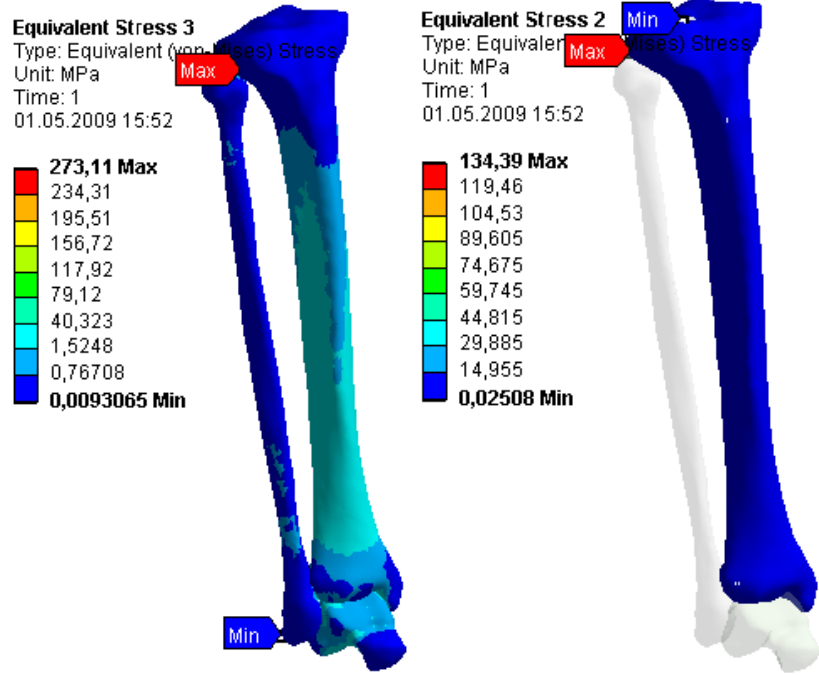 Equivalent Stress 3
Type: Equivalent (von-Mises) Stress
Unit: MPa
Time: 1
01.05.2009 15:52
Max
273,11 Max
234,31
195,51
156,72
117,92
79,12
40,323
1,5248
0,76708
0,0093065 Min
Min
Equivalent Stress 2
Min
Type: Equivalen Mises) Stress
Max
Unit: MPa
Time: 1
01.05.2009 15:52
134,39 Max
119,46
104,53
89,605
74,675
59,745
44,815
29,885
14,955
0,02508 Min